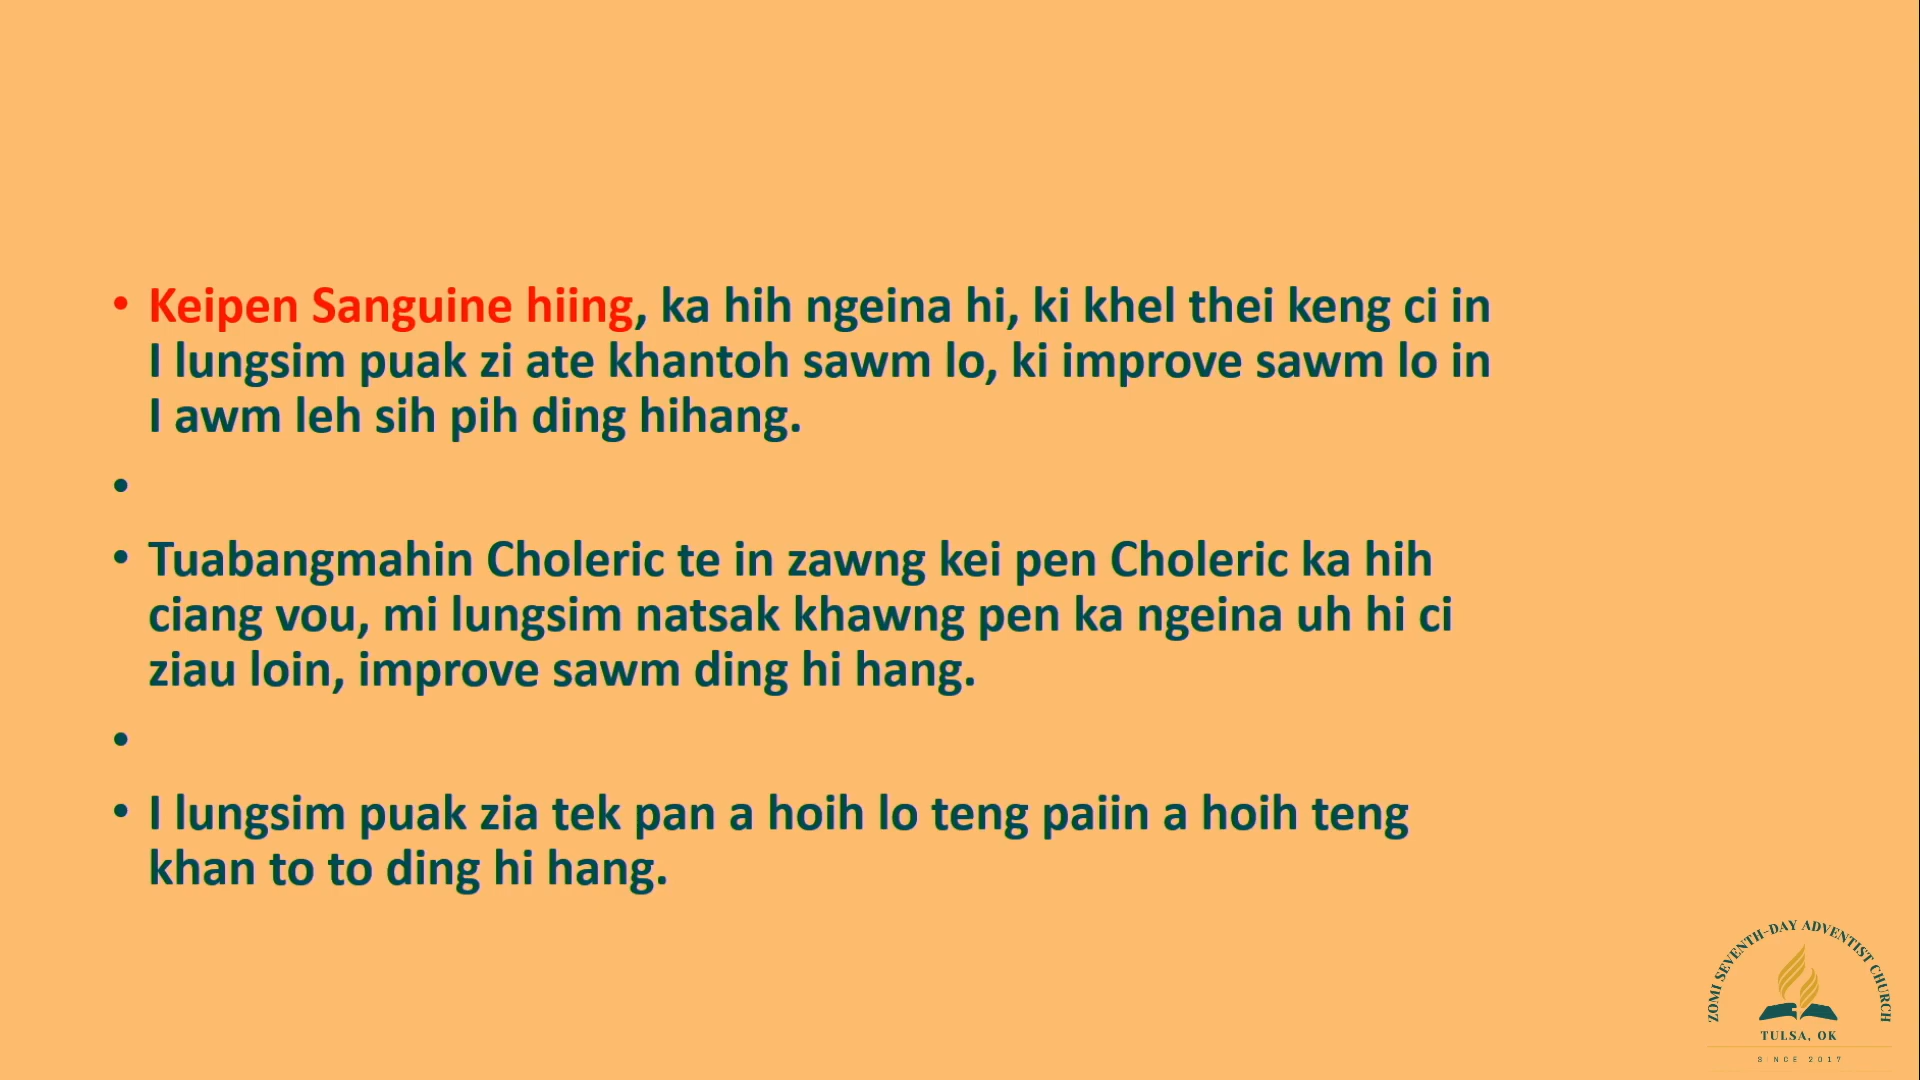 • Keipen Sanguine hiing, ka hih ngeina hi, ki khel thei keng ci in
I lungsim puak zi ate khantoh sawm lo, ki improve sawm lo in
I awm leh sih pih ding hihang.
•
• Tuabangmahin Choleric te in zawng kei pen Choleric ka hih
ciang vou, mi lungsim natsak khawng pen ka ngeina uh hi ci
ziau loin, improve sawm ding hi hang.
•
• I lungsim puak zia tek pan a hoih lo teng paiin a hoih teng
khan to to ding hi hang.
ZOMI SEVENTH-DAY ADVENTIST CHURCH
TULSA, OK
SINCE 2017